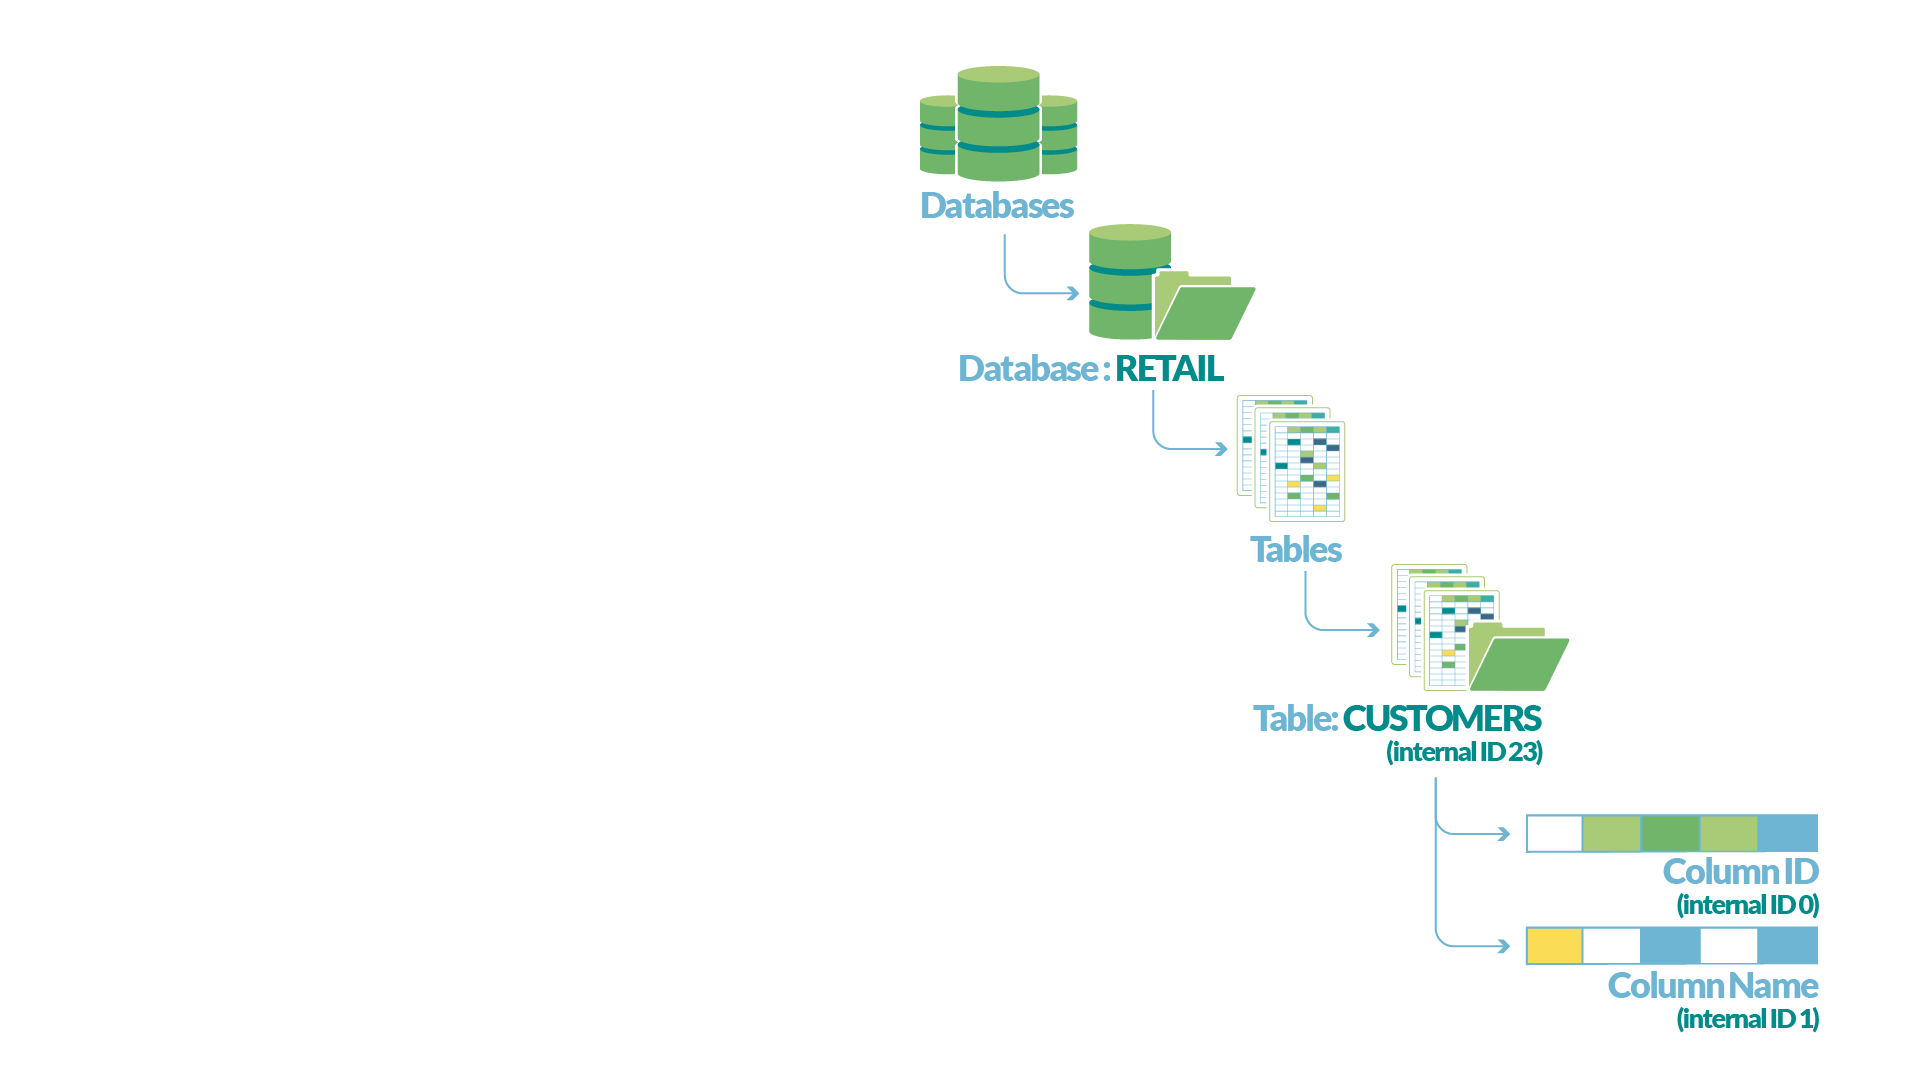 Databases
Database : RETAIL
Tables
Table: CUSTOMERS
(internal ID 23)
Column ID
(internal ID 0)
Column Name
(internal ID 1)